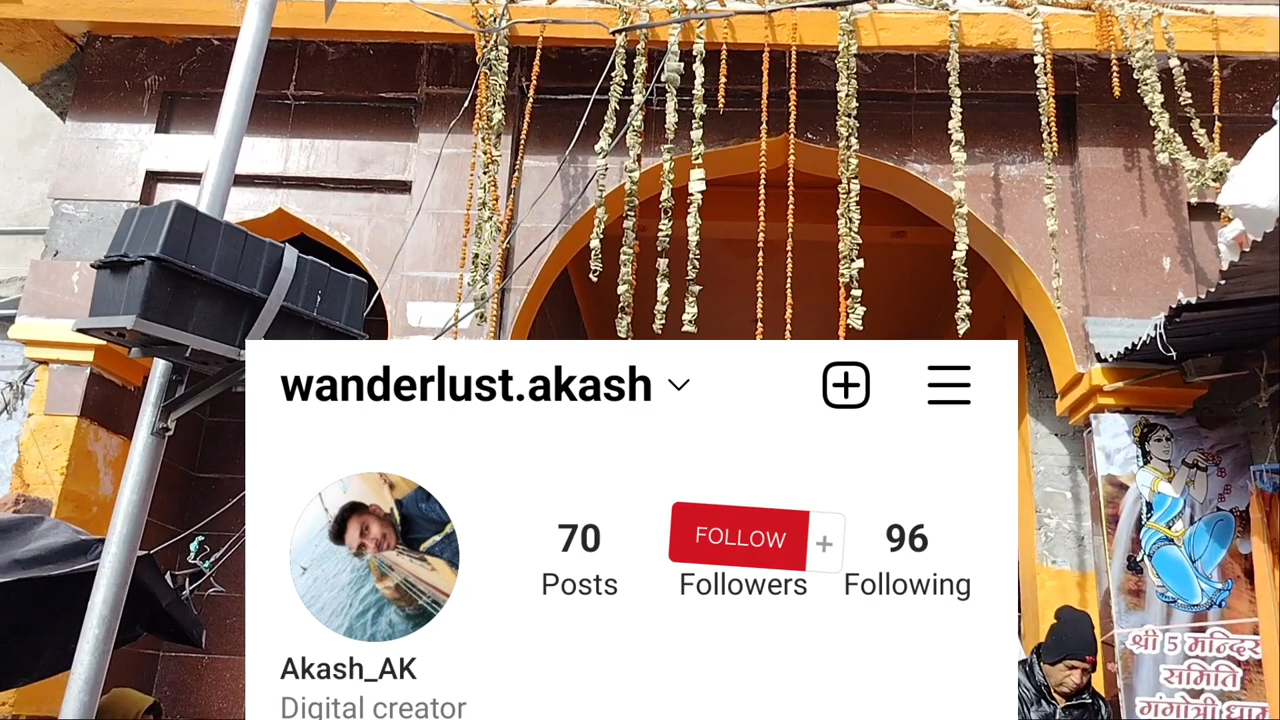 wanderlust.akash
70
FOLLOW +
96
Posts
Followers
Following
Akash_AK
Digital creator
श्री 5 मन्दिर
समिति
गंगोत्री धाम